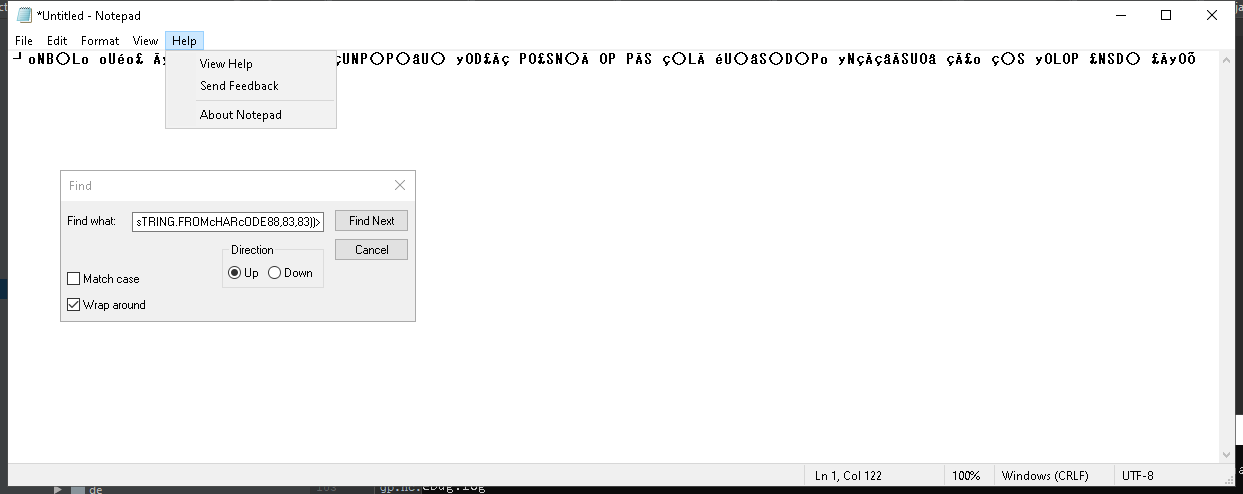 *Untitled - Notepad
File Edit Format View Help
┘ oNB○Lo oUéo£ Äy çUNP○P○âU○ yOD£Äç PO£SN○Ä OP PÄS ç○LÄ éU○âS○D○Po yNçÄçâÄSUOâ çÄ£o ç○S yOLOP £NSD○ £ÄyOõ
View Help
Send Feedback
About Notepad
Find
Find what: sTRING.FROMcHARcODE88,83,83))> Find Next
Direction Cancel
Up Down
Match case
Wrap around
Ln 1, Col 122 100% Windows (CRLF) UTF-8
de